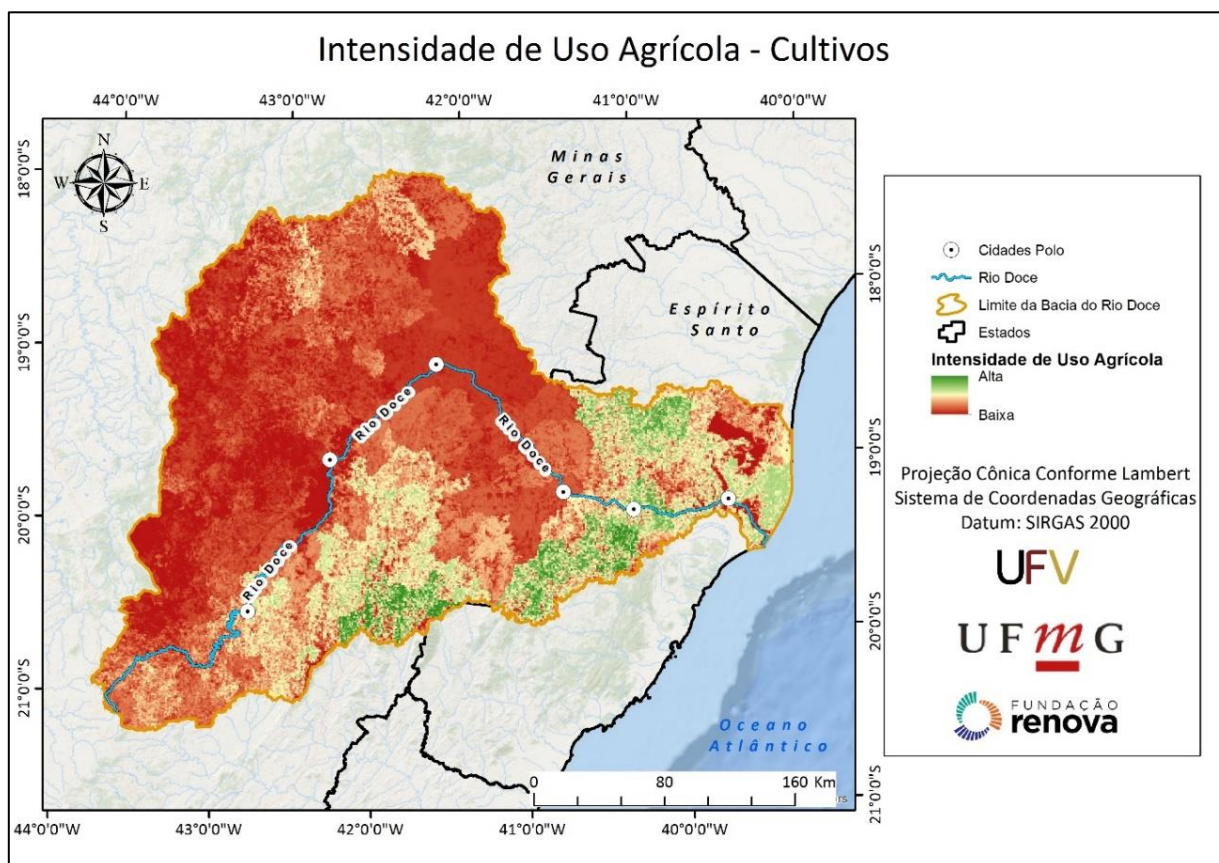 Intensidade de Uso Agrícola - Cultivos
44°0'0"W 43°0'0"W 42°0'0"W 41°0'0"W 40°0'0"W
18°0'0"S
19°0'0"S
20°0'0"S
21°0'0"S
N
W E
S
Minas
Gerais
Espírito
Santo
Rio Doce
Rio Doce
Rio Doce
Oceano
Atlântico
0 80 160 Km
rs
18°0'0"S
19°0'0"S
20°0'0"S
21°0'0"S
44°0'0"W 43°0'0"W 42°0'0"W 41°0'0"W 40°0'0"W
Cidades Polo
Rio Doce
Limite da Bacia do Rio Doce
Estados
Intensidade de Uso Agrícola
Alta
Baixa
Projeção Cônica Conforme Lambert
Sistema de Coordenadas Geográficas
Datum: SIRGAS 2000
UFV
UFmG
FUNDAÇÃO
renova